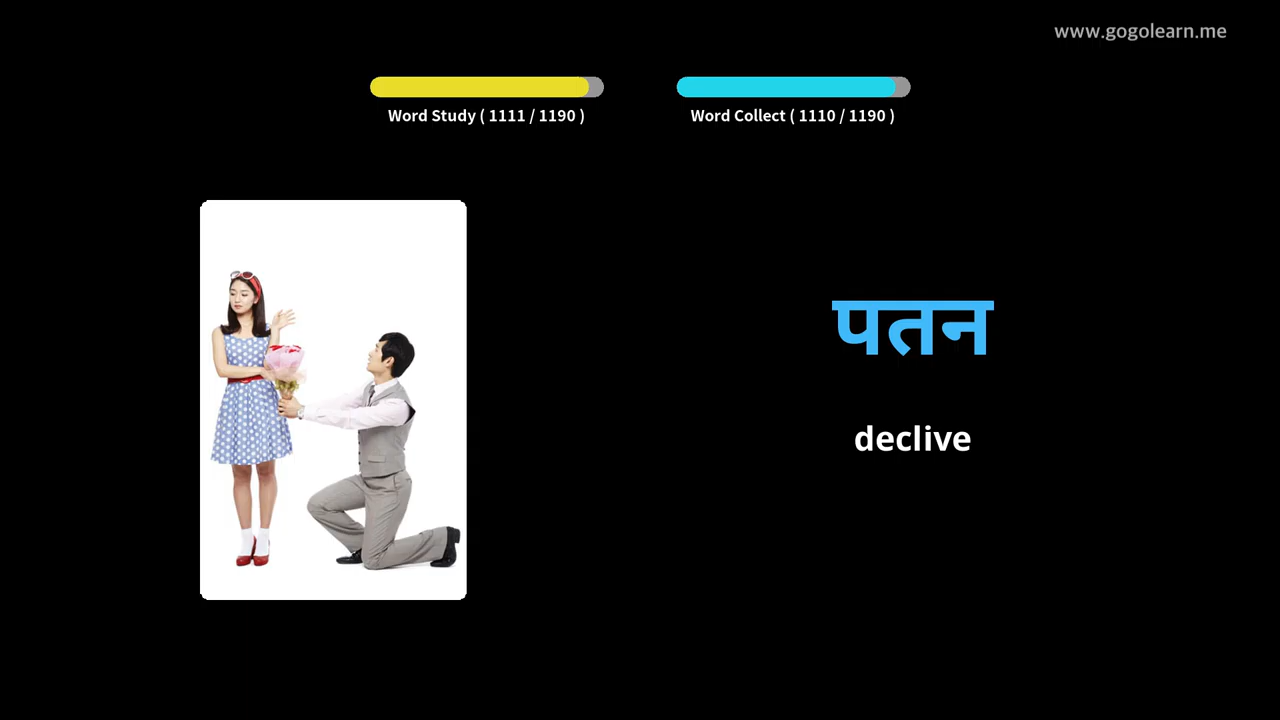 www.gogolearn.me
Word Study ( 1111 / 1190 )
Word Collect ( 1110 / 1190 )
पतन
declive